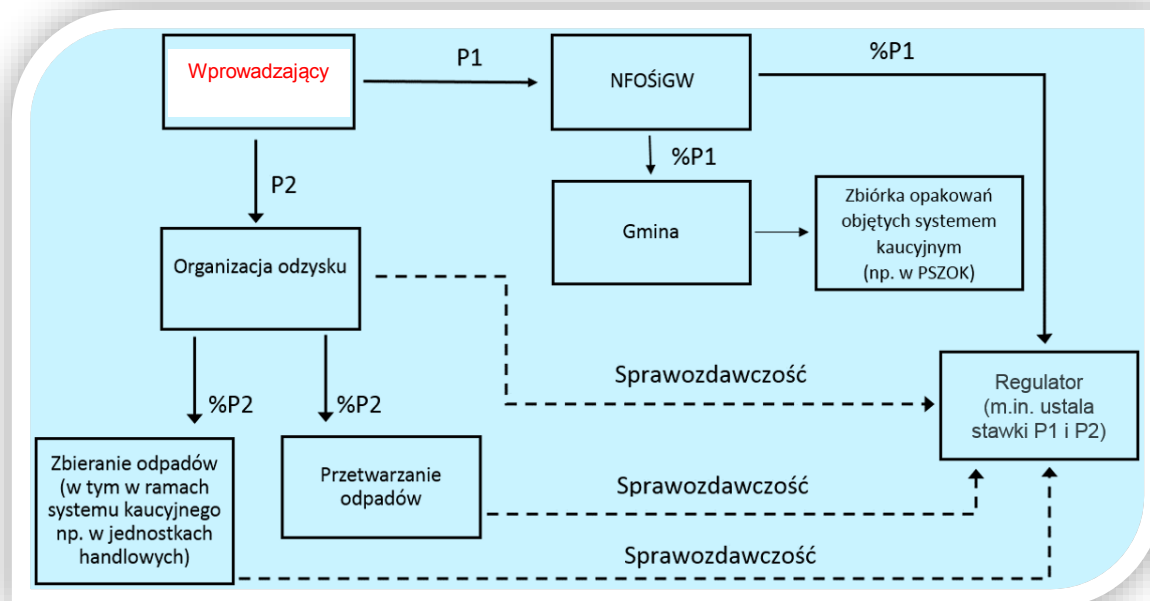 Wprowadzający
P1
NFOŚiGW
%P1
%P1
P2
Gmina
Zbiórka opakowań
objętych systemem
kaucyjnym
(np. w PSZOK)
Organizacja odzysku
Sprawozdawczość
Regulator
(m.in. ustala
stawki P1 i P2)
%P2
%P2
Zbieranie odpadów
(w tym w ramach
systemu kaucyjnego
np. w jednostkach
handlowych)
Przetwarzanie
odpadów
Sprawozdawczość
Sprawozdawczość